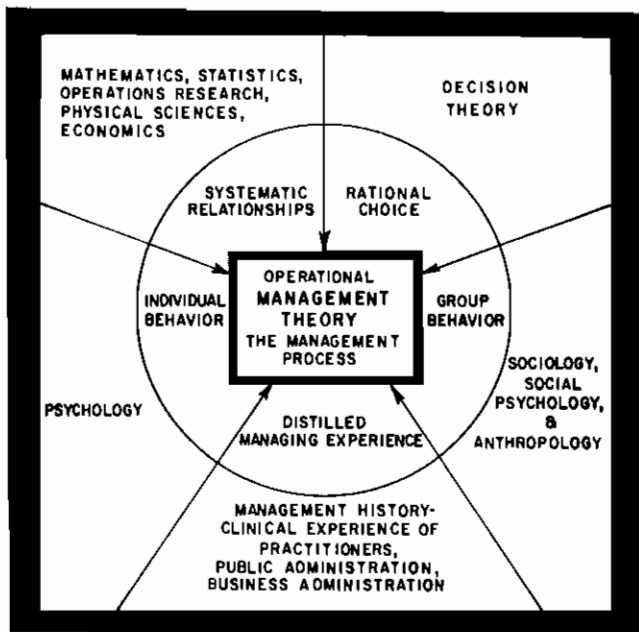 MATHEMATICS, STATISTICS,
OPERATIONS RESEARCH,
PHYSICAL SCIENCES,
ECONOMICS
DECISION
THEORY
SYSTEMATIC
RELATIONSHIPS
RATIONAL
CHOICE
INDIVIDUAL
BEHAVIOR
OPERATIONAL
MANAGEMENT
THEORY
THE MANAGEMENT
PROCESS
GROUP
BEHAVIOR
PSYCHOLOGY
SOCIOLOGY,
SOCIAL
PSYCHOLOGY,
&
ANTHROPOLOGY
DISTILLED
MANAGING EXPERIENCE
MANAGEMENT HISTORY-
CLINICAL EXPERIENCE OF
PRACTITIONERS,
PUBLIC ADMINISTRATION,
BUSINESS ADMINISTRATION